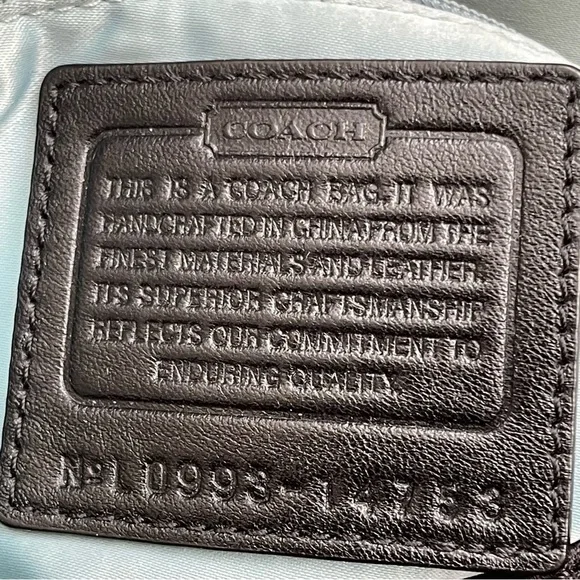 COACH
THIS IS A COACH BAG. IT WAS
HANDCRAFTED IN CHINA FROM THE
FINEST MATERIALS AND LEATHER.
ITS SUPERIOR CRAFTSMANSHIP
REFLECTS OUR COMMITMENT TO
ENDURING QUALITY.
Nº L0993-14753